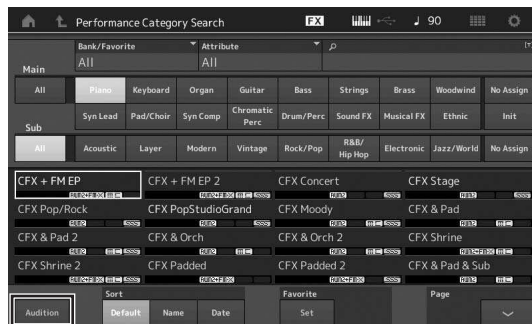 Performance Category Search FX 90
Bank/Favorite Attribute
Main All All
All Piano Keyboard Organ Guitar Bass Strings Brass Woodwind No Assign
Syn Lead Pad/Choir Syn Comp Chromatic Perc Drum/Perc Sound FX Musical FX Ethnic Init
Sub
All Acoustic Layer Modern Vintage Rock/Pop R&B/ Hip Hop Electronic Jazz/World No Assign
CFX + FM EP CFX + FM EP 2 CFX Concert CFX Stage
CFX Pop/Rock CFX PopStudioGrand CFX Moody CFX & Pad
CFX & Pad 2 CFX & Orch CFX & Orch 2 CFX Shrine
CFX Shrine 2 CFX Padded CFX Padded 2 CFX & Pad & Sub
Sort Favorite Page
Audition Default Name Date Set